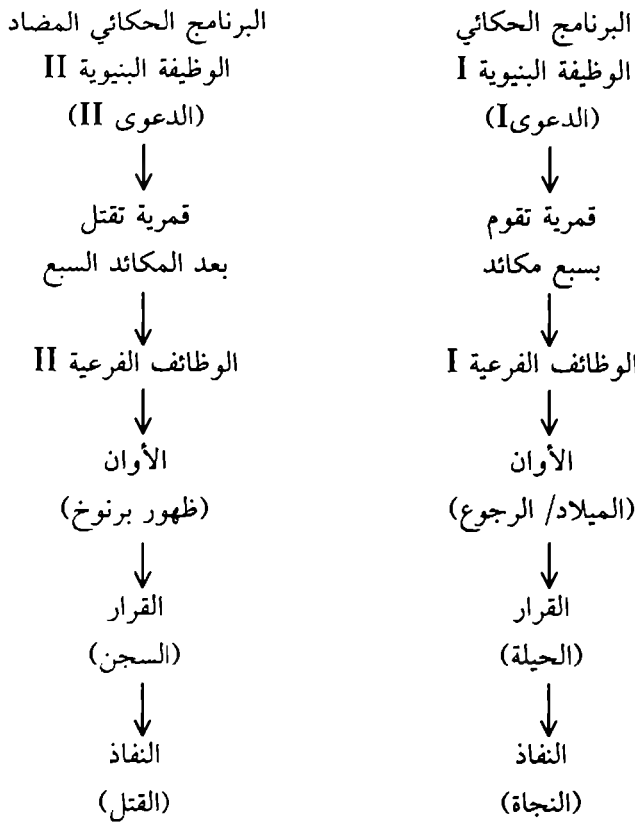 البرنامج الحكائي
الوظيفة البنيوية I
(الدعوى I)
قمرية تقوم
بسبع مكائد
الوظائف الفرعية I
الأوان
(الميلاد/ الرجوع)
القرار
(الحيلة)
النفاذ
(النجاة)
البرنامج الحكائي المضاد
الوظيفة البنيوية II
(الدعوى II)
قمرية تقتل
بعد المكائد السبع
الوظائف الفرعية II
الأوان
(ظهور برنوخ)
القرار
(السجن)
النفاذ
(القتل)